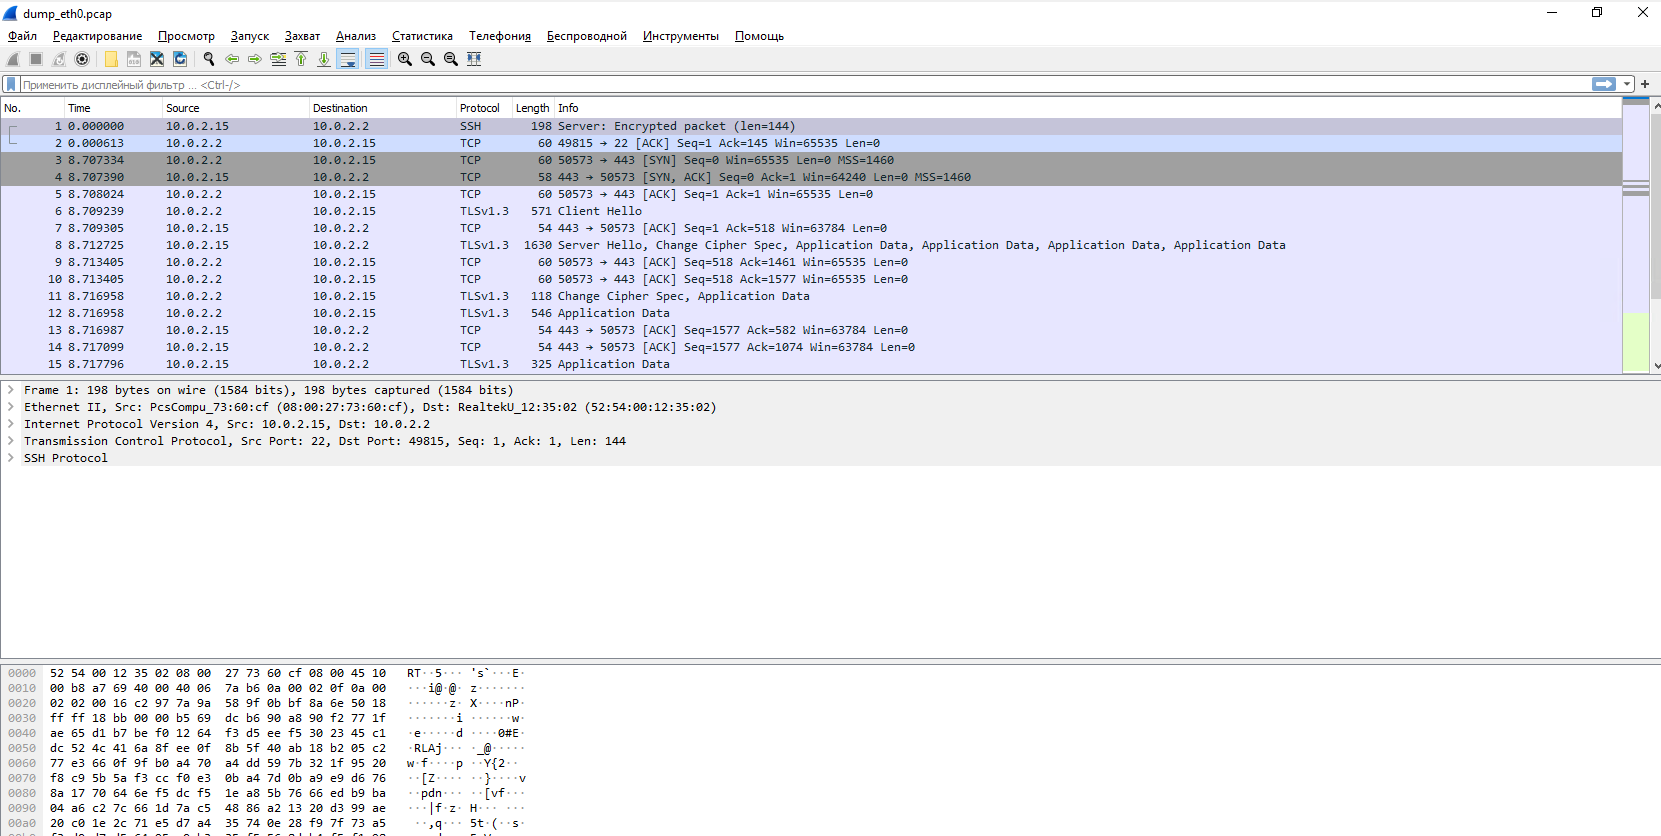 dump_eth0.pcap
Файл Редактирование Просмотр Запуск Захват Анализ Статистика Телефония Беспроводной Инструменты Помощь
Применить дисплейный фильтр ... <Ctrl-/>
No. Time Source Destination Protocol Length Info
1 0.000000 10.0.2.15 10.0.2.2 SSH 198 Server: Encrypted packet (len=144)
2 0.000613 10.0.2.2 10.0.2.15 TCP 60 49815 → 22 [ACK] Seq=1 Ack=145 Win=65535 Len=0
3 8.707334 10.0.2.2 10.0.2.15 TCP 60 50573 → 443 [SYN] Seq=0 Win=65535 Len=0 MSS=1460
4 8.707390 10.0.2.15 10.0.2.2 TCP 58 443 → 50573 [SYN, ACK] Seq=0 Ack=1 Win=64240 Len=0 MSS=1460
5 8.708024 10.0.2.2 10.0.2.15 TCP 60 50573 → 443 [ACK] Seq=1 Ack=1 Win=65535 Len=0
6 8.709239 10.0.2.2 10.0.2.15 TLSv1.3 571 Client Hello
7 8.709305 10.0.2.15 10.0.2.2 TCP 54 443 → 50573 [ACK] Seq=1 Ack=518 Win=63784 Len=0
8 8.712725 10.0.2.15 10.0.2.2 TLSv1.3 1630 Server Hello, Change Cipher Spec, Application Data, Application Data, Application Data, Application Data
9 8.713405 10.0.2.2 10.0.2.15 TCP 60 50573 → 443 [ACK] Seq=518 Ack=1461 Win=65535 Len=0
10 8.713405 10.0.2.2 10.0.2.15 TCP 60 50573 → 443 [ACK] Seq=518 Ack=1577 Win=65535 Len=0
11 8.716958 10.0.2.2 10.0.2.15 TLSv1.3 118 Change Cipher Spec, Application Data
12 8.716958 10.0.2.2 10.0.2.15 TLSv1.3 546 Application Data
13 8.716987 10.0.2.15 10.0.2.2 TCP 54 443 → 50573 [ACK] Seq=1577 Ack=582 Win=63784 Len=0
14 8.717099 10.0.2.15 10.0.2.2 TCP 54 443 → 50573 [ACK] Seq=1577 Ack=1074 Win=63784 Len=0
15 8.717796 10.0.2.15 10.0.2.2 TLSv1.3 325 Application Data
Frame 1: 198 bytes on wire (1584 bits), 198 bytes captured (1584 bits)
Ethernet II, Src: PcsCompu_73:60:cf (08:00:27:73:60:cf), Dst: RealtekU_12:35:02 (52:54:00:12:35:02)
Internet Protocol Version 4, Src: 10.0.2.15, Dst: 10.0.2.2
Transmission Control Protocol, Src Port: 22, Dst Port: 49815, Seq: 1, Ack: 1, Len: 144
SSH Protocol
0000 52 54 00 12 35 02 08 00 27 73 60 cf 08 00 45 10 RT··5··· 's`···E·
0010 00 b8 a7 69 40 00 40 06 7a b6 0a 00 02 0f 0a 00 ···i@·@· z·······
0020 02 02 00 16 c2 97 7a 9a 58 9f 0b bf 8a 6e 50 18 ······z· X····nP·
0030 ff ff 18 bb 00 00 b5 69 dc b6 90 a8 90 f2 77 1f ·······i ······w·
0040 ae 65 d1 b7 be f0 12 64 f3 d5 ee f5 30 23 45 c1 ·e·····d ····0#E·
0050 dc 52 4c 41 6a 8f ee 0f 8b 5f 40 ab 18 b2 05 c2 ·RLAj··· ·_@·····
0060 77 e3 66 0f 9f b0 a4 70 a4 dd 59 7b 32 1f 95 20 w·f····p ··Y{2··
0070 f8 c9 5b 5a f3 cc f0 e3 0b a4 7d 0b a9 e9 d6 76 ··[Z···· ··}····v
0080 8a 17 70 64 6e f5 dc f5 1e a8 5b 76 66 ed b9 ba ··pdn··· ··[vf···
0090 04 a6 c2 7c 66 1d 7a c5 48 86 a2 13 20 d3 99 ae ···|f·z· H··· ···
00a0 20 c0 1e 2c 71 e5 d7 a4 35 74 0e 28 f9 7f 73 a5 ··,q··· 5t·(··s·